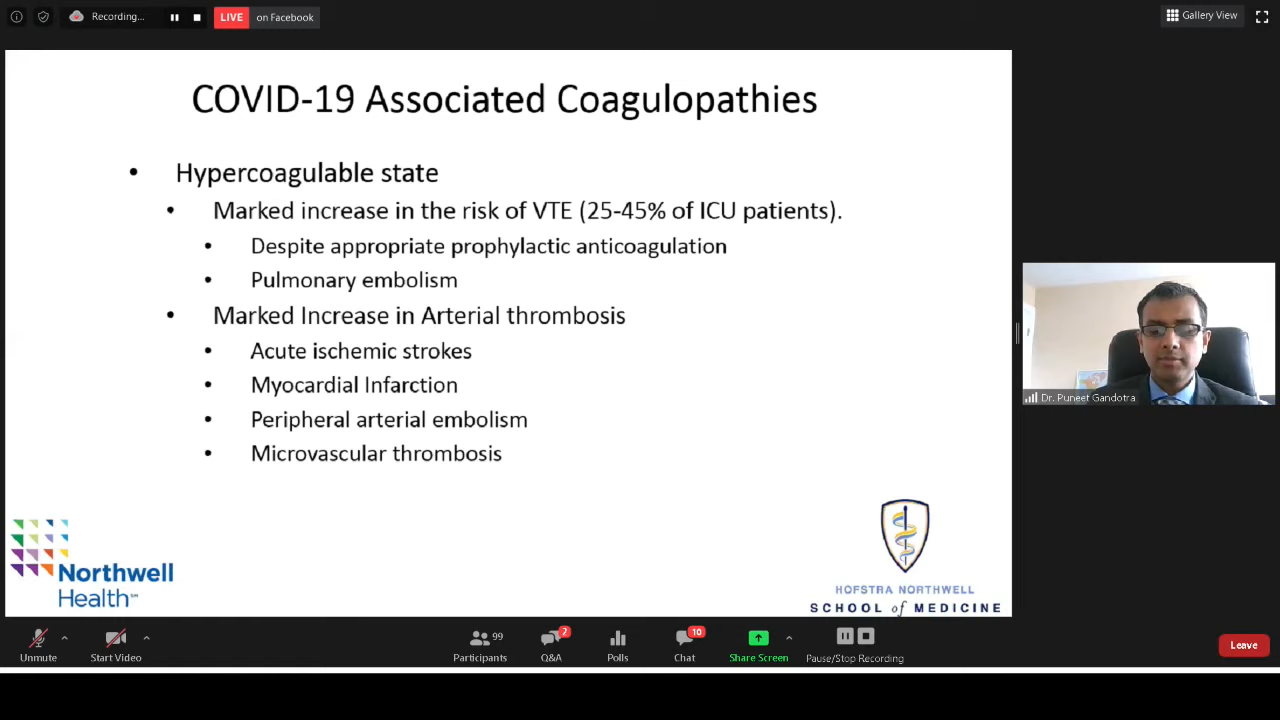 Recording...
LIVE on Facebook
Gallery View
COVID-19 Associated Coagulopathies
• Hypercoagulable state
• Marked increase in the risk of VTE (25-45% of ICU patients).
• Despite appropriate prophylactic anticoagulation
• Pulmonary embolism
• Marked Increase in Arterial thrombosis
• Acute ischemic strokes
• Myocardial Infarction
• Peripheral arterial embolism
• Microvascular thrombosis
Dr. Puneet Gandotra
Northwell
Health℠
HOFSTRA NORTHWELL
SCHOOL of MEDICINE
99
2
10
Unmute
Start Video
Participants
Q&A
Polls
Chat
Share Screen
Pause/Stop Recording
Leave